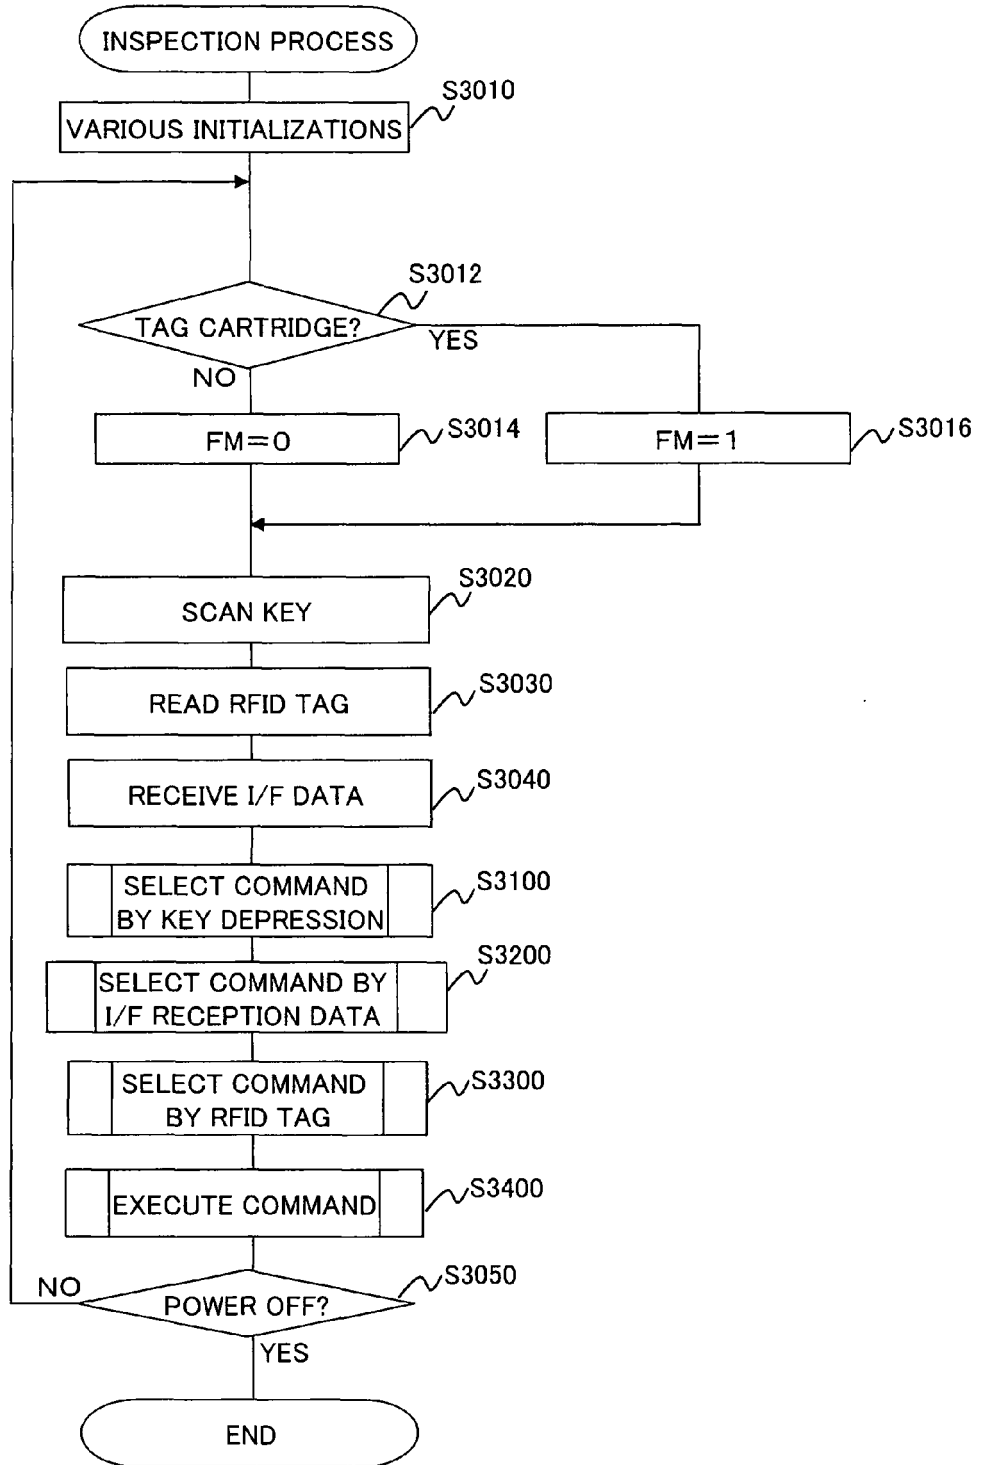 INSPECTION PROCESS
S3010
VARIOUS INITIALIZATIONS
S3012
TAG CARTRIDGE?
YES
NO
FM=0
S3014
FM=1
S3016
S3020
SCAN KEY
S3030
READ RFID TAG
S3040
RECEIVE I/F DATA
S3100
SELECT COMMAND
BY KEY DEPRESSION
S3200
SELECT COMMAND BY
I/F RECEPTION DATA
S3300
SELECT COMMAND
BY RFID TAG
S3400
EXECUTE COMMAND
S3050
NO
POWER OFF?
YES
END